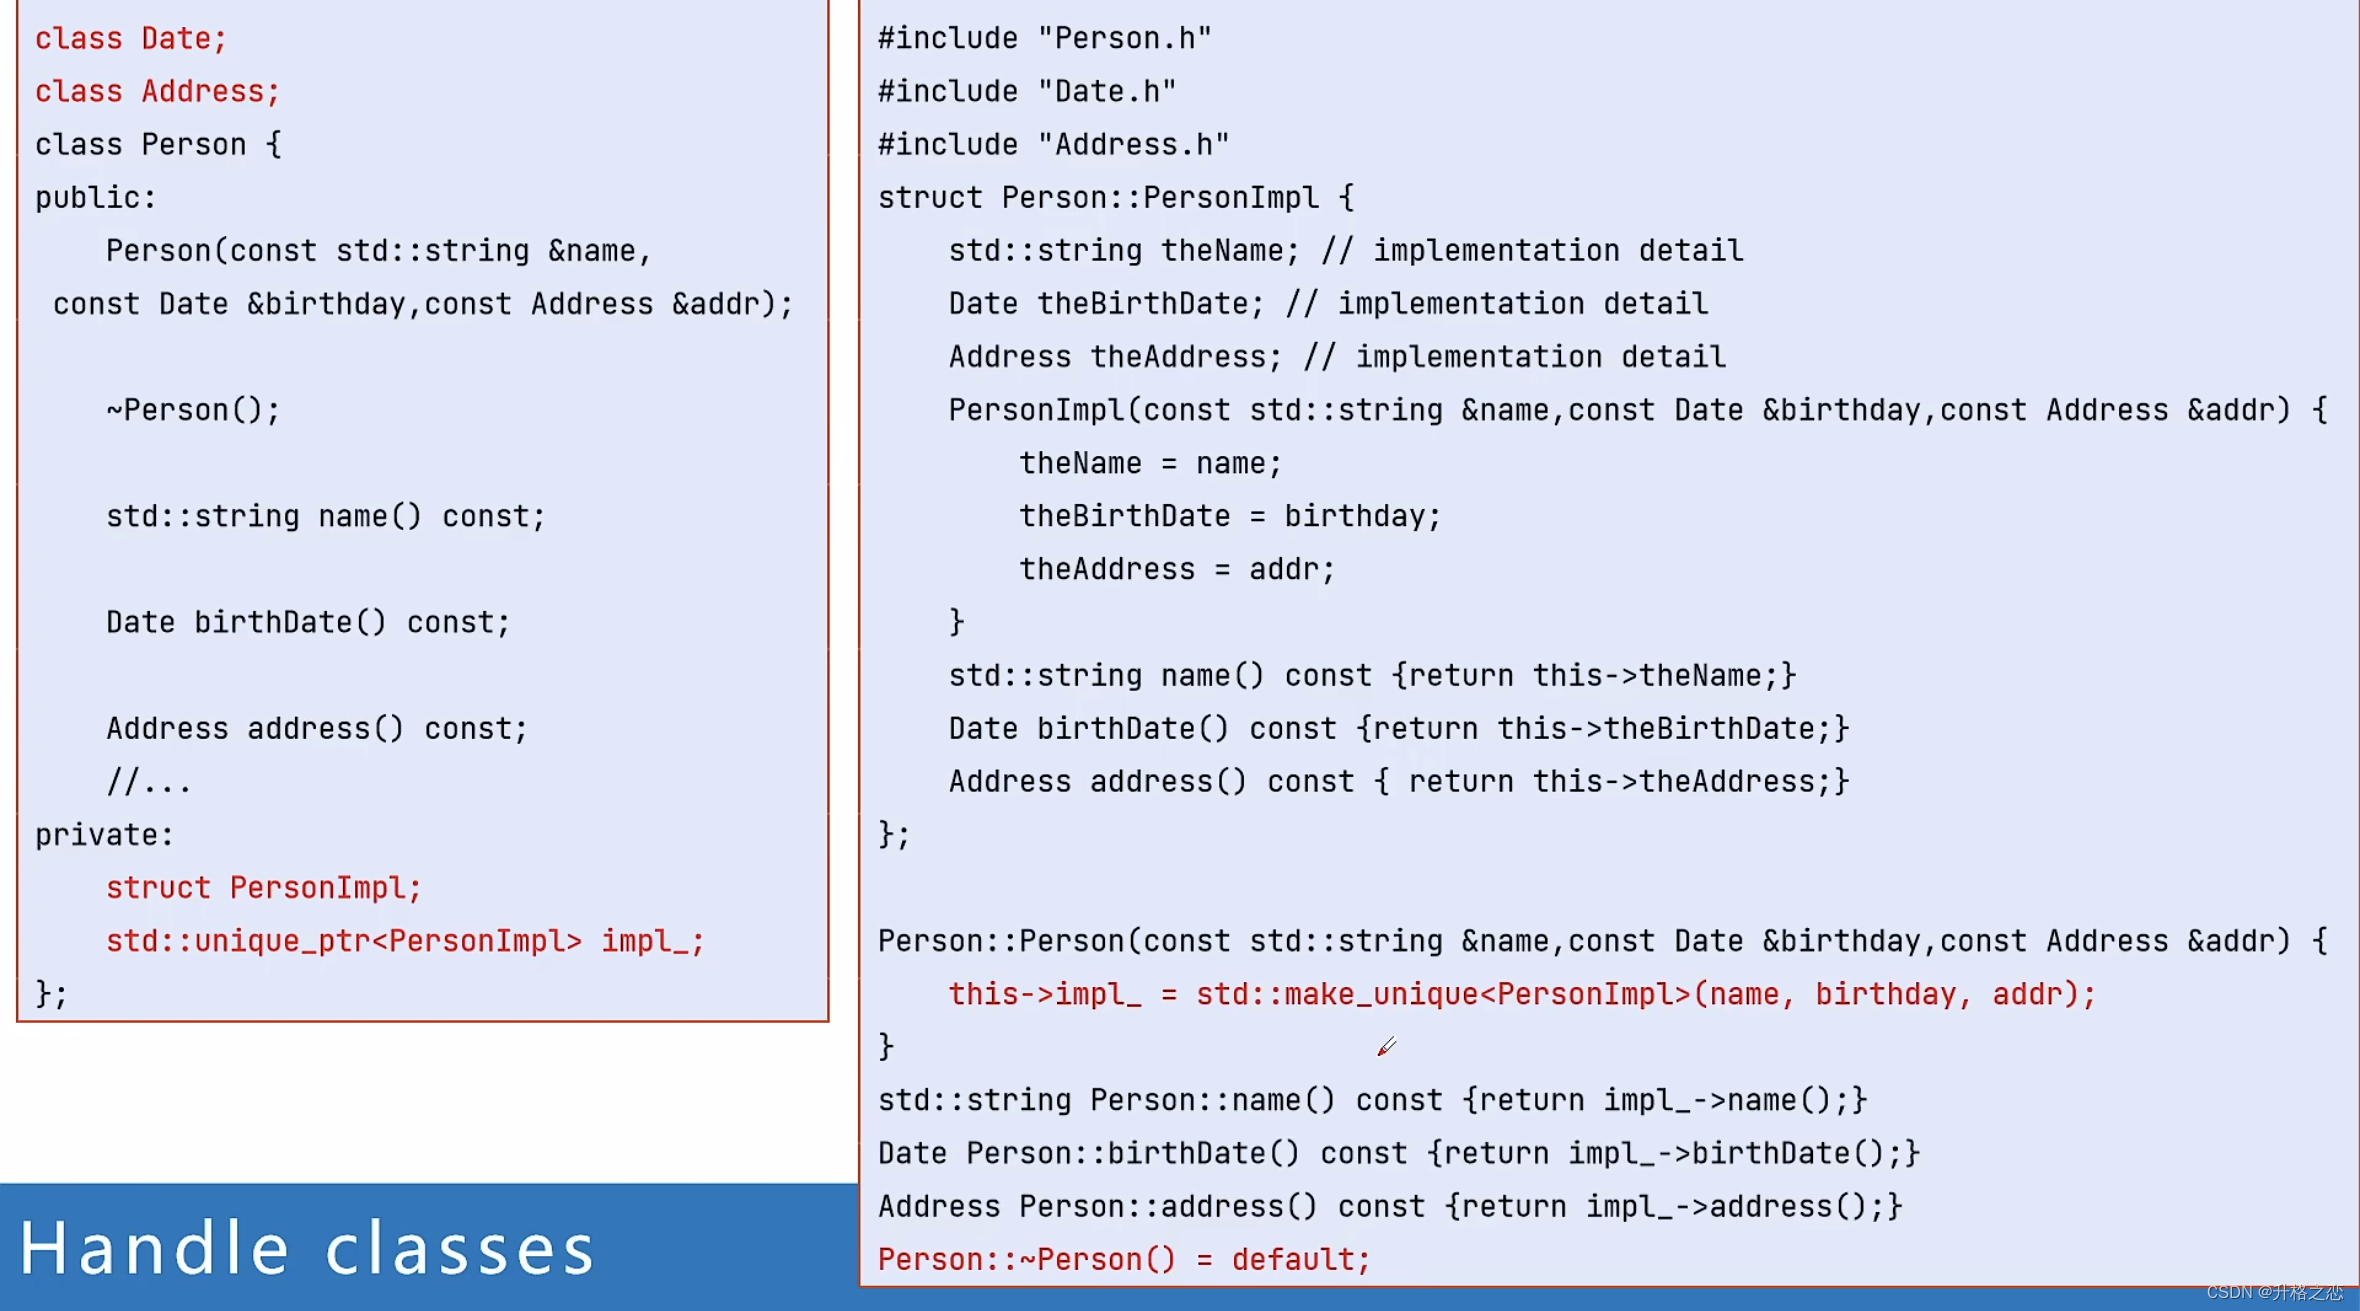 class Date;
class Address;
class Person {
public:
    Person(const std::string &name,
 const Date &birthday,const Address &addr);
    ~Person();
    std::string name() const;
    Date birthDate() const;
    Address address() const;
    //...
private:
    struct PersonImpl;
    std::unique_ptr<PersonImpl> impl_;
};
Handle classes
#include "Person.h"
#include "Date.h"
#include "Address.h"
struct Person::PersonImpl {
    std::string theName; // implementation detail
    Date theBirthDate; // implementation detail
    Address theAddress; // implementation detail
    PersonImpl(const std::string &name,const Date &birthday,const Address &addr) {
        theName = name;
        theBirthDate = birthday;
        theAddress = addr;
    }
    std::string name() const {return this->theName;}
    Date birthDate() const {return this->theBirthDate;}
    Address address() const { return this->theAddress;}
};
Person::Person(const std::string &name,const Date &birthday,const Address &addr) {
    this->impl_ = std::make_unique<PersonImpl>(name, birthday, addr);
}
std::string Person::name() const {return impl_->name();}
Date Person::birthDate() const {return impl_->birthDate();}
Address Person::address() const {return impl_->address();}
Person::~Person() = default;
CSDN @升格之恋